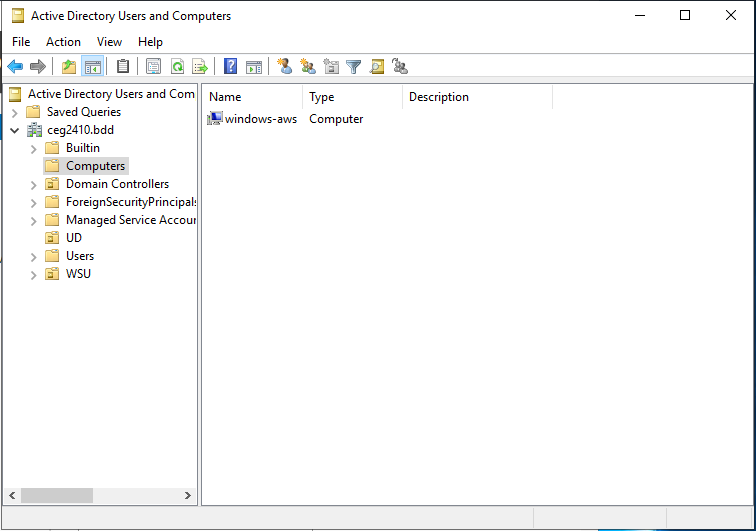 Active Directory Users and Computers
File Action View Help
Active Directory Users and Com
Saved Queries
ceg2410.bdd
Builtin
Computers
Domain Controllers
ForeignSecurityPrincipals
Managed Service Accour
UD
Users
WSU
Name Type Description
windows-aws Computer